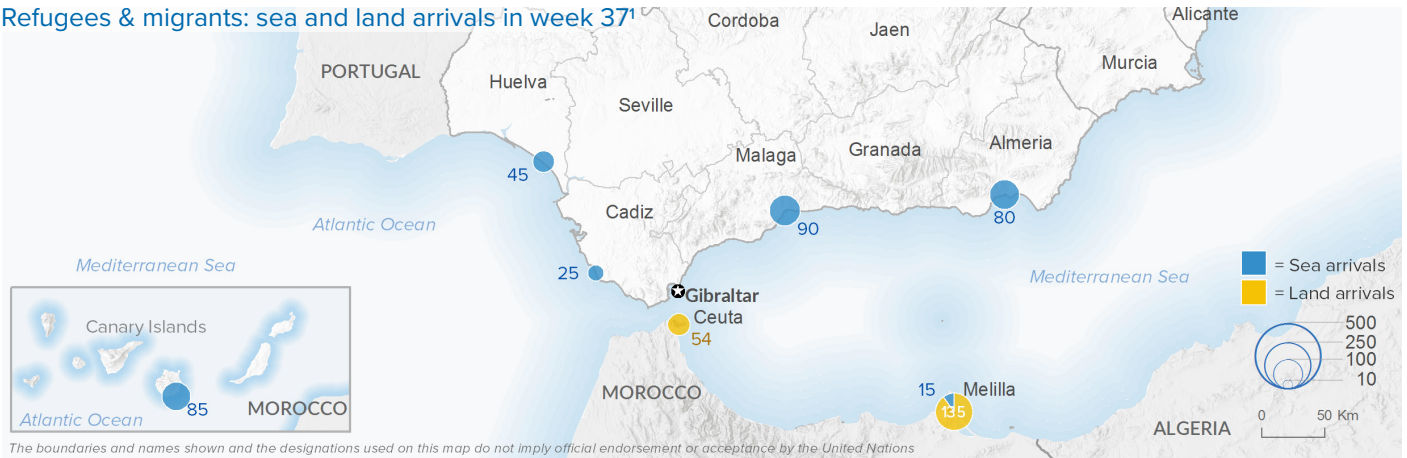 Refugees & migrants: sea and land arrivals in week 37¹
Cordoba
Alicante
Jaen
PORTUGAL
Huelva
Murcia
Seville
Malaga
Granada
Almeria
45
Cadiz
90
80
Atlantic Ocean
Mediterranean Sea
25
Mediterranean Sea
= Sea arrivals
= Land arrivals
Gibraltar
Ceuta
54
Canary Islands
500
250
100
10
15
Melilla
135
MOROCCO
85
MOROCCO
Atlantic Ocean
0 50 Km
ALGERIA
The boundaries and names shown and the designations used on this map do not imply official endorsement or acceptance by the United Nations